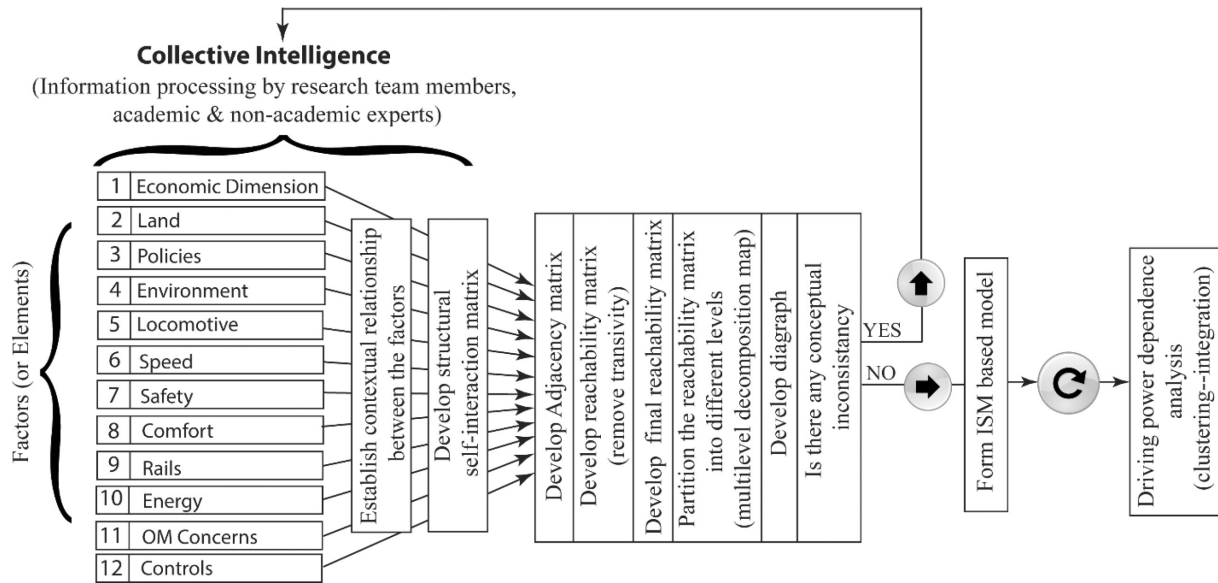 Collective Intelligence
(Information processing by research team members,
academic & non-academic experts)
Factors (or Elements)
1 Economic Dimension
2 Land
3 Policies
4 Environment
5 Locomotive
6 Speed
7 Safety
8 Comfort
9 Rails
10 Energy
11 OM Concerns
12 Controls
Establish contextual relationship
between the factors
Develop structural
self-interaction matrix
Develop Adjacency matrix
Develop reachability matrix
(remove transivity)
Develop final reachability matrix
Partition the reachability matrix
into different levels
(multilevel decomposition map)
Develop diagraph
Is there any conceptual
inconsistancy
YES
NO
Form ISM based model
Driving power dependence
analysis
(clustering--integration)